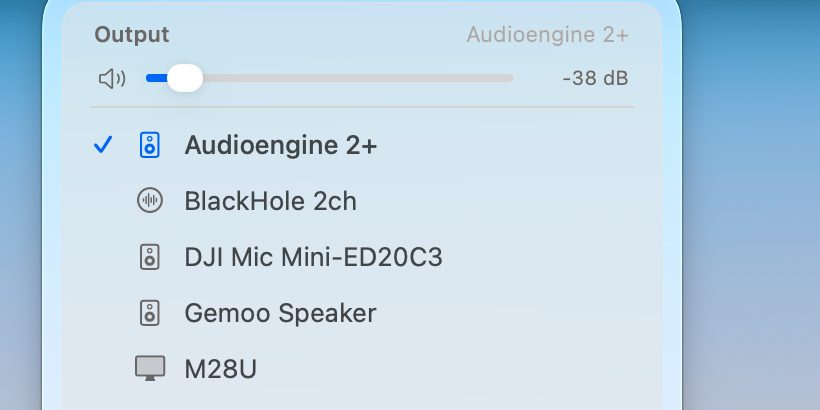 Output Audioengine 2+
-38 dB
Audioengine 2+
BlackHole 2ch
DJI Mic Mini-ED20C3
Gemoo Speaker
M28U